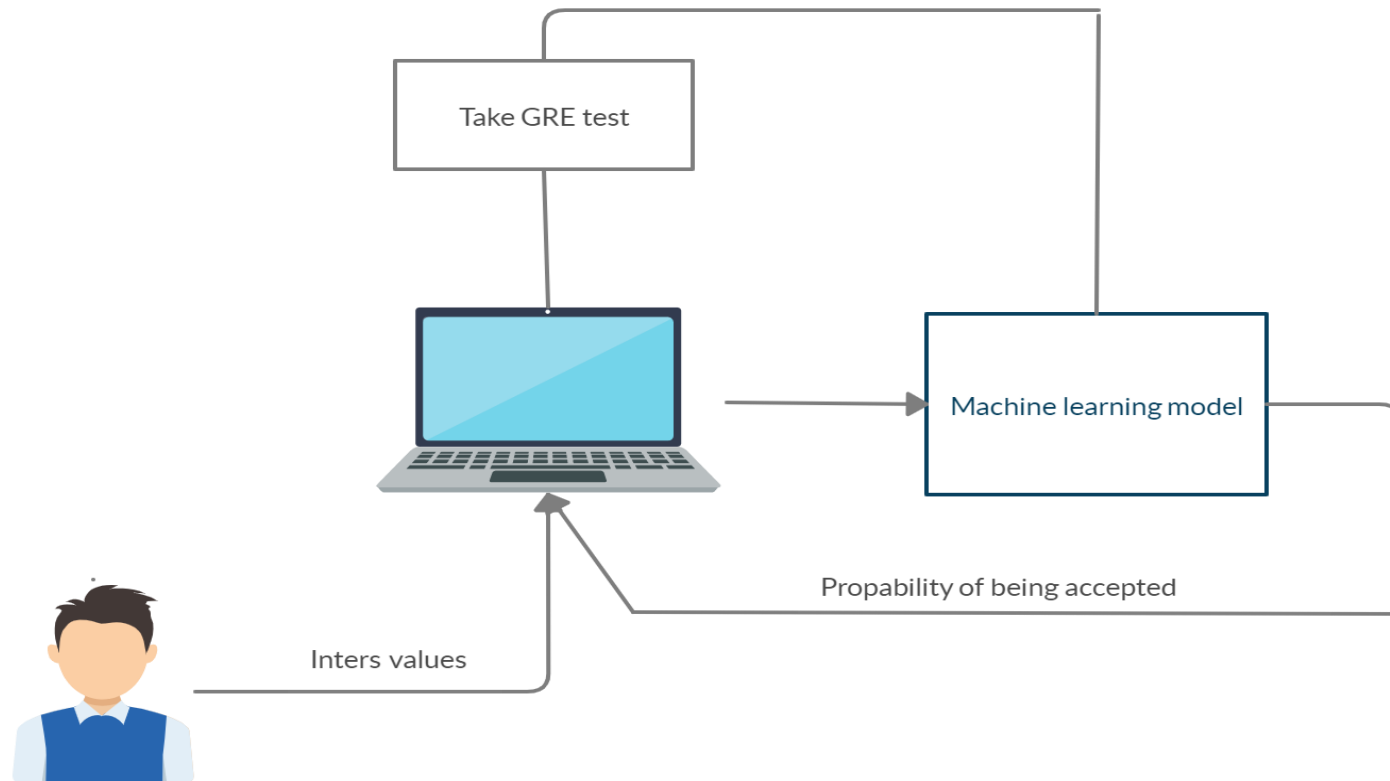 Take GRE test
Machine learning model
Propability of being accepted
Inters values